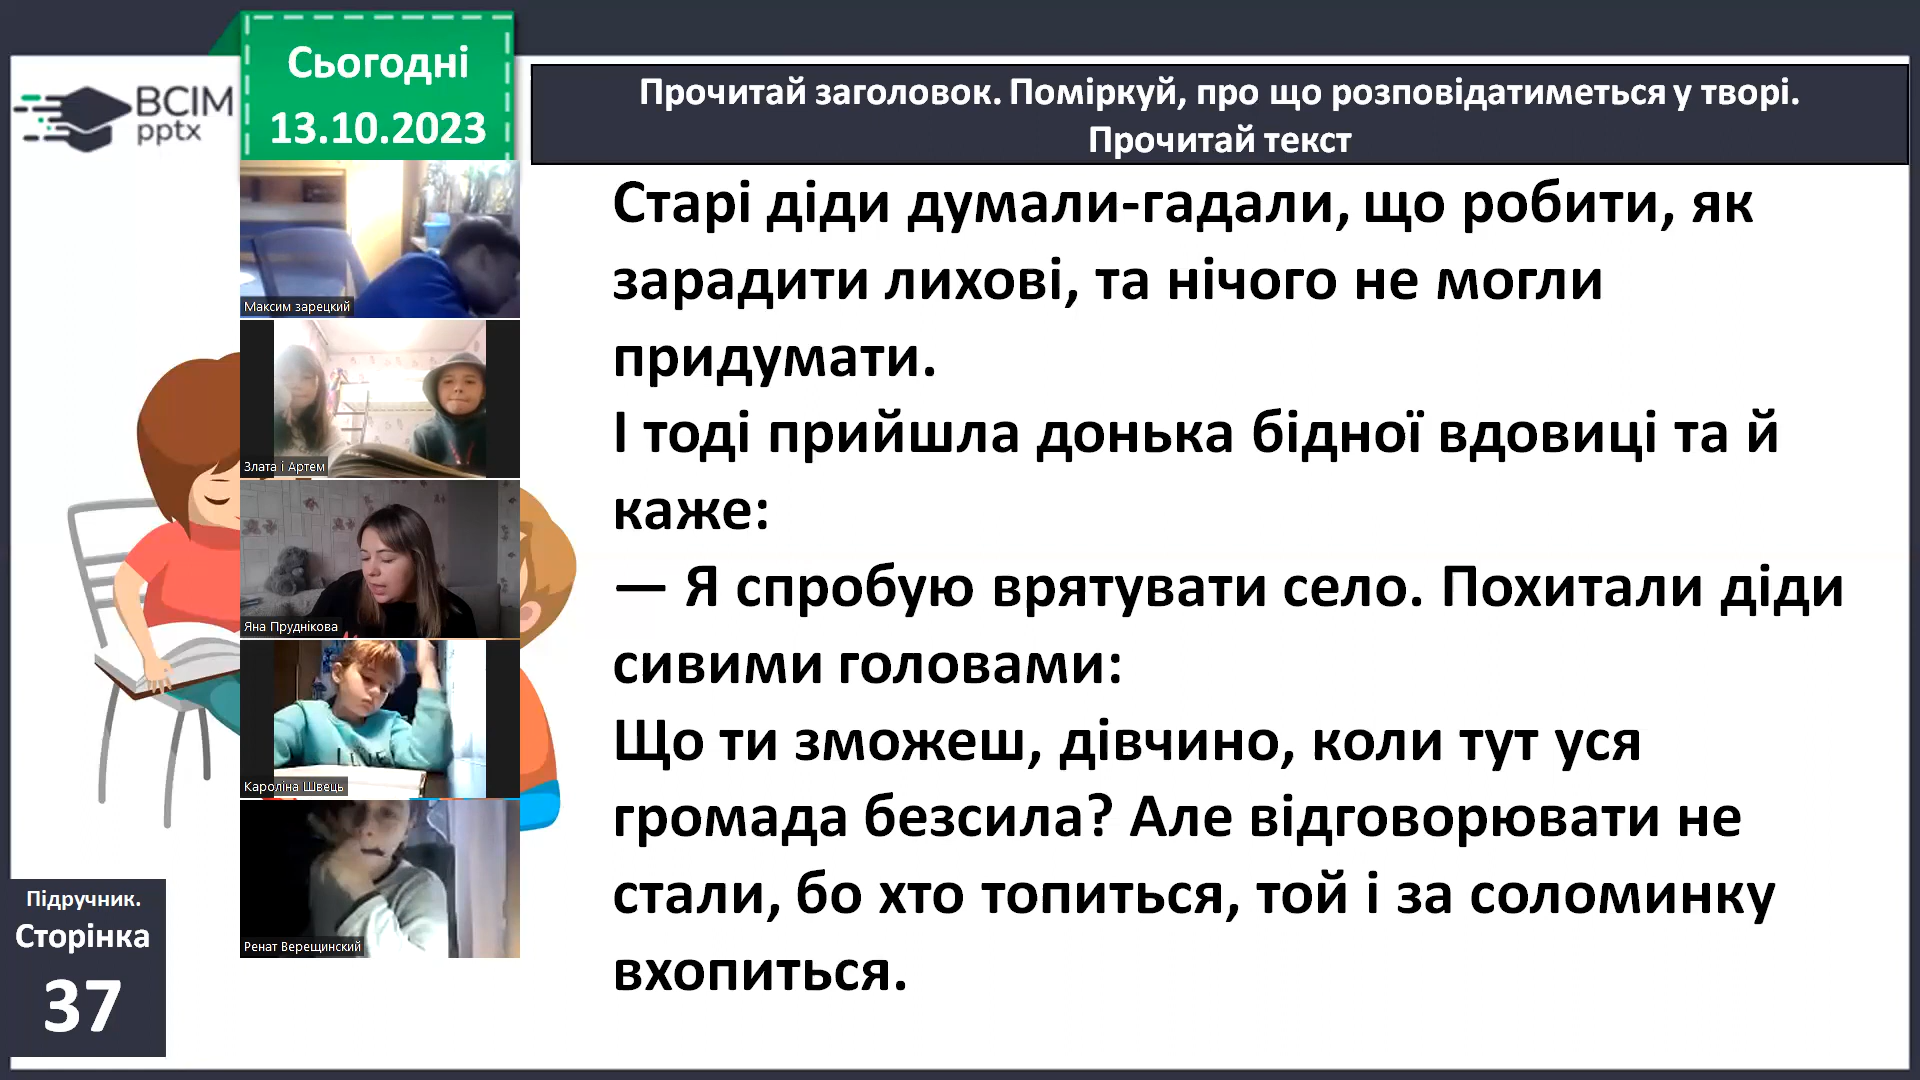 Сьогодні
13.10.2023
ВСІМ
pptx
Прочитай заголовок. Поміркуй, про що розповідатиметься у творі.
Прочитай текст
Старі діди думали-гадали, що робити, як
зарадити лихові, та нічого не могли
придумати.
І тоді прийшла донька бідної вдовиці та й
каже:
— Я спробую врятувати село. Похитали діди
сивими головами:
Що ти зможеш, дівчино, коли тут уся
громада безсила? Але відговорювати не
стали, бо хто топиться, той і за соломинку
вхопиться.
Максим зарецкий
Злата і Артем
Яна Пруднікова
Кароліна Швець
Ренат Верещинский
Підручник.
Сторінка
37